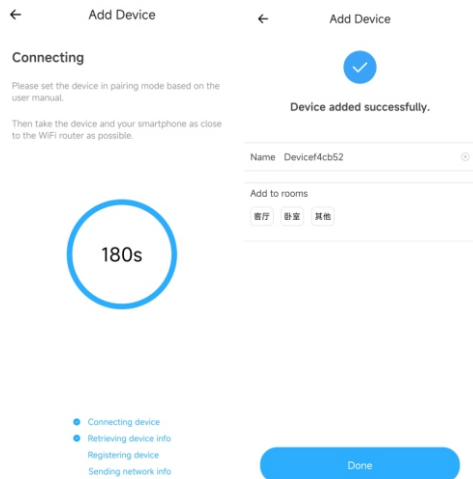 Add Device
Connecting
Please set the device in pairing mode based on the
user manual.
Then take the device and your smartphone as close
to the WiFi router as possible.
180s
Connecting device
Retrieving device info
Registering device
Sending network info
Add Device
Device added successfully.
Name Devicef4cb52
Add to rooms
客厅 卧室 其他
Done